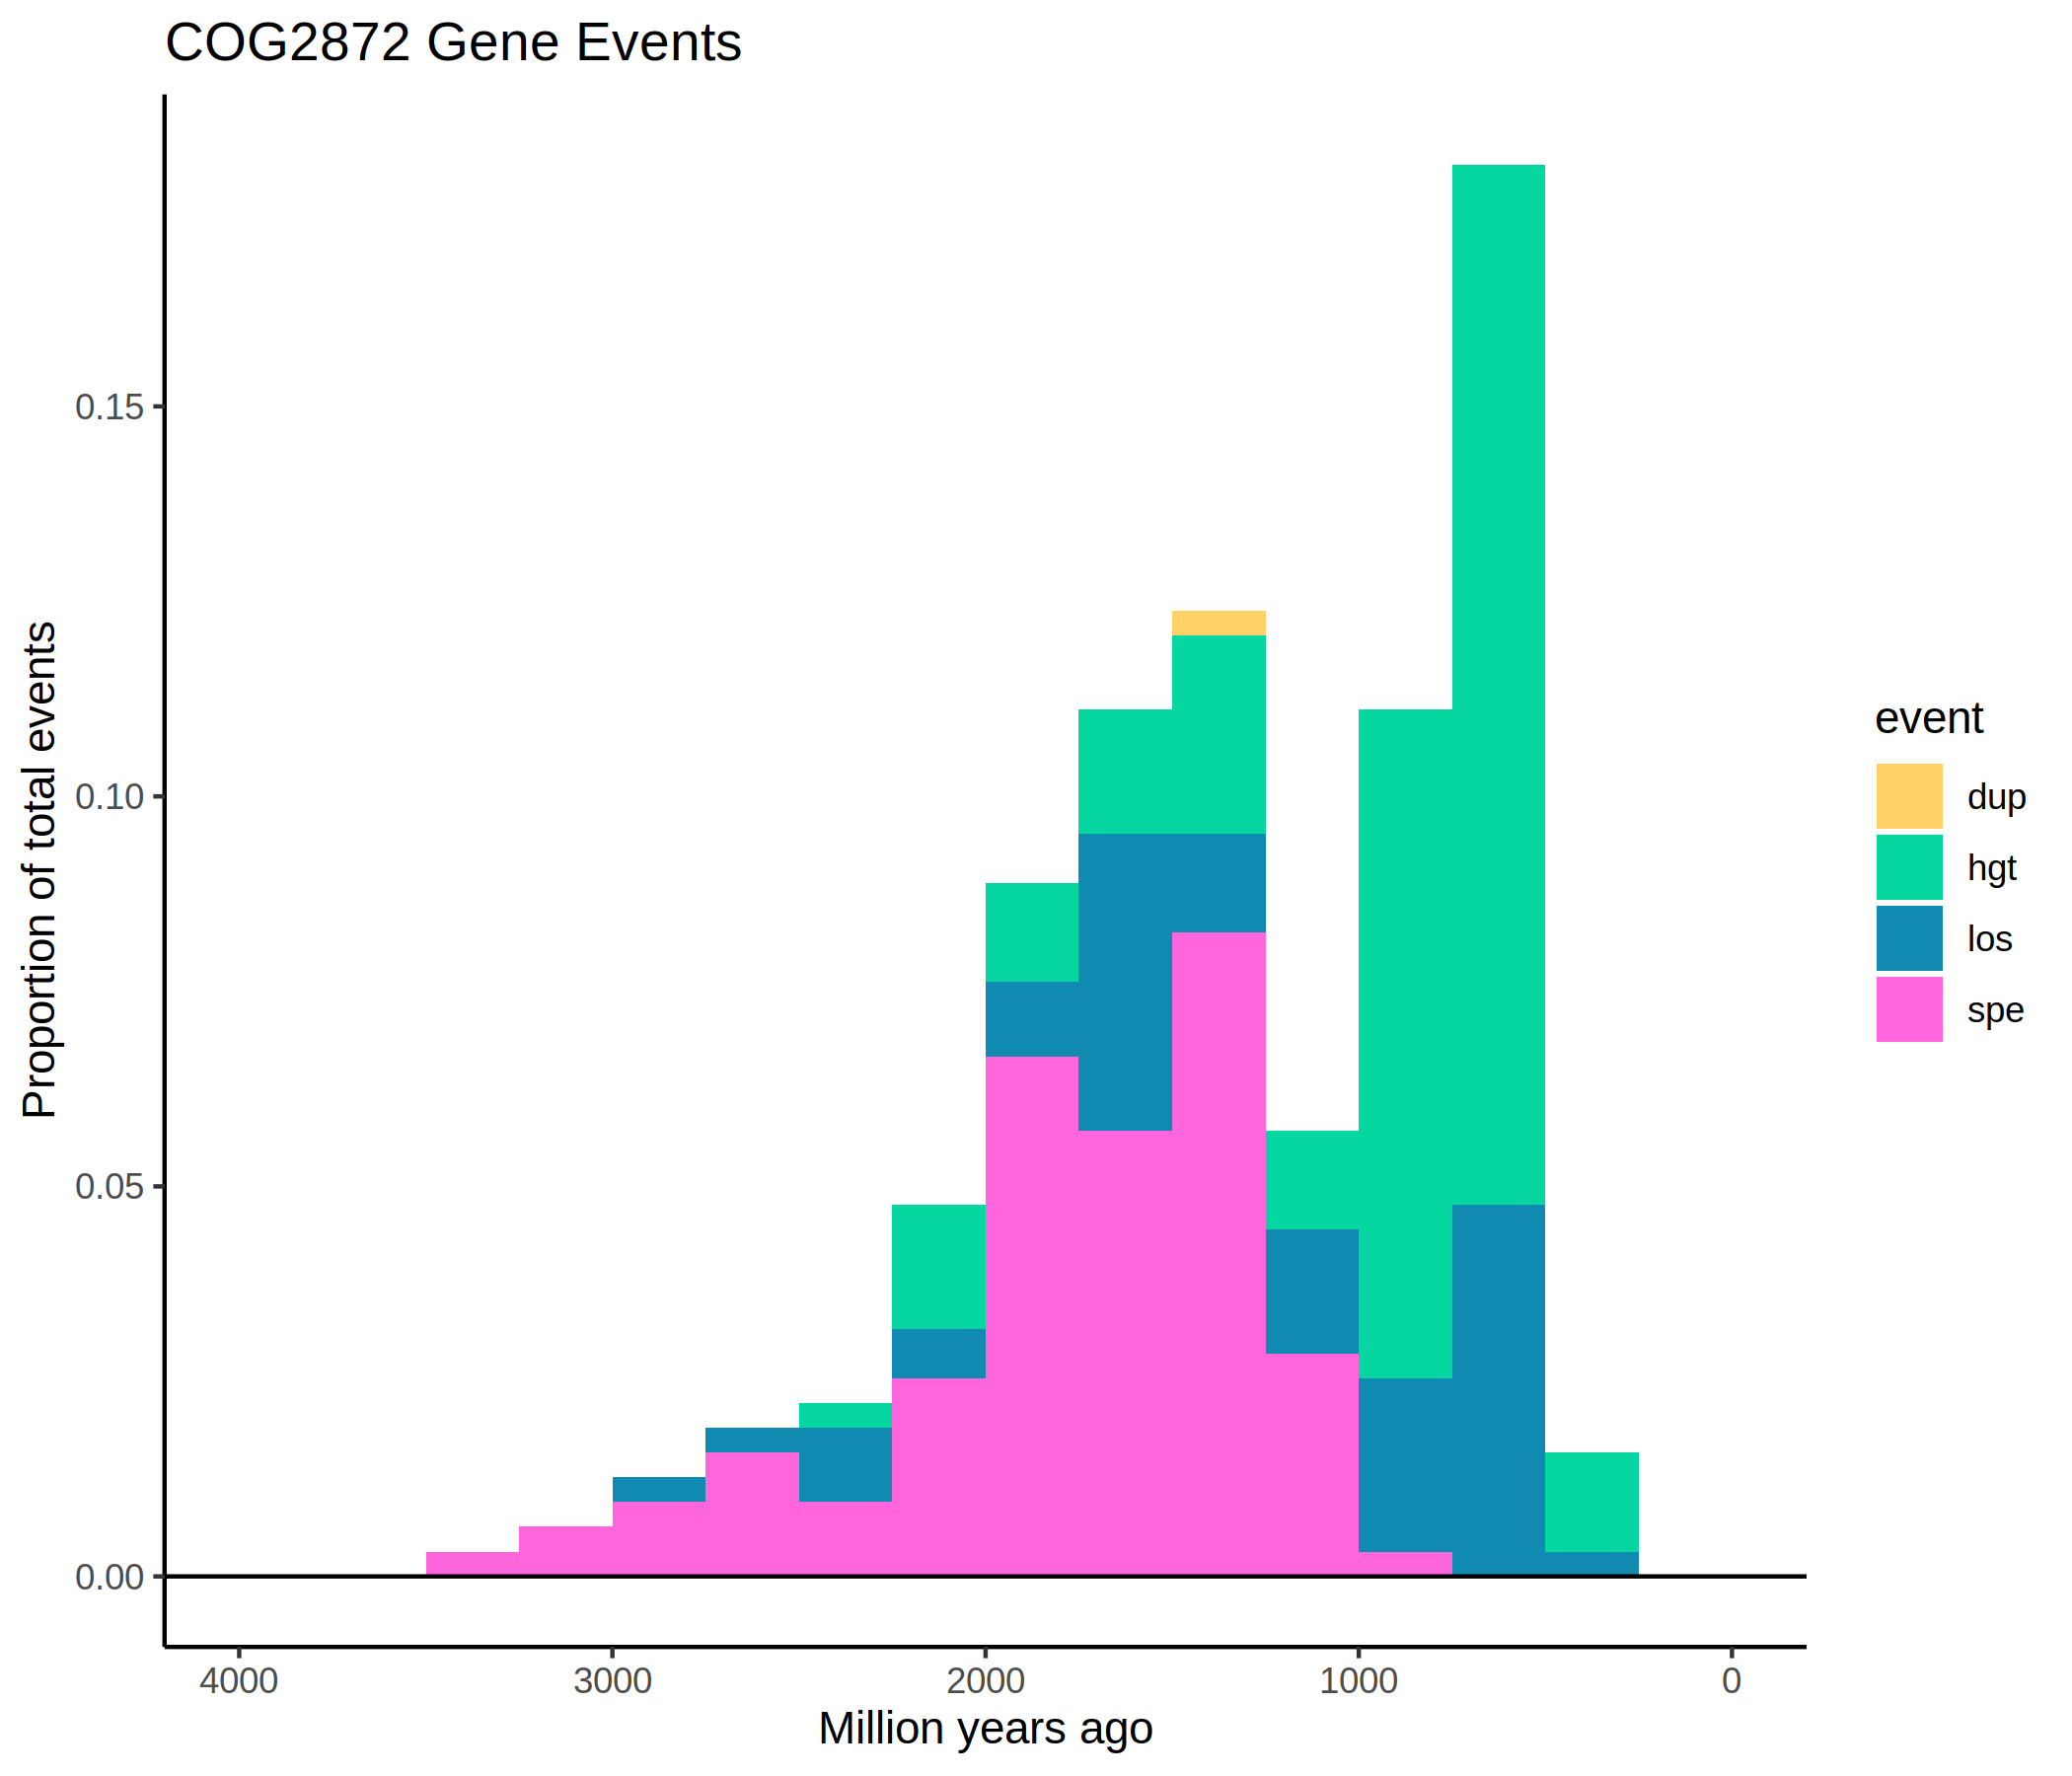 COG2872 Gene Events
Proportion of total events
0.15
0.10
0.05
0.00
4000 3000 2000 1000 0
Million years ago
event
dup
hgt
los
spe